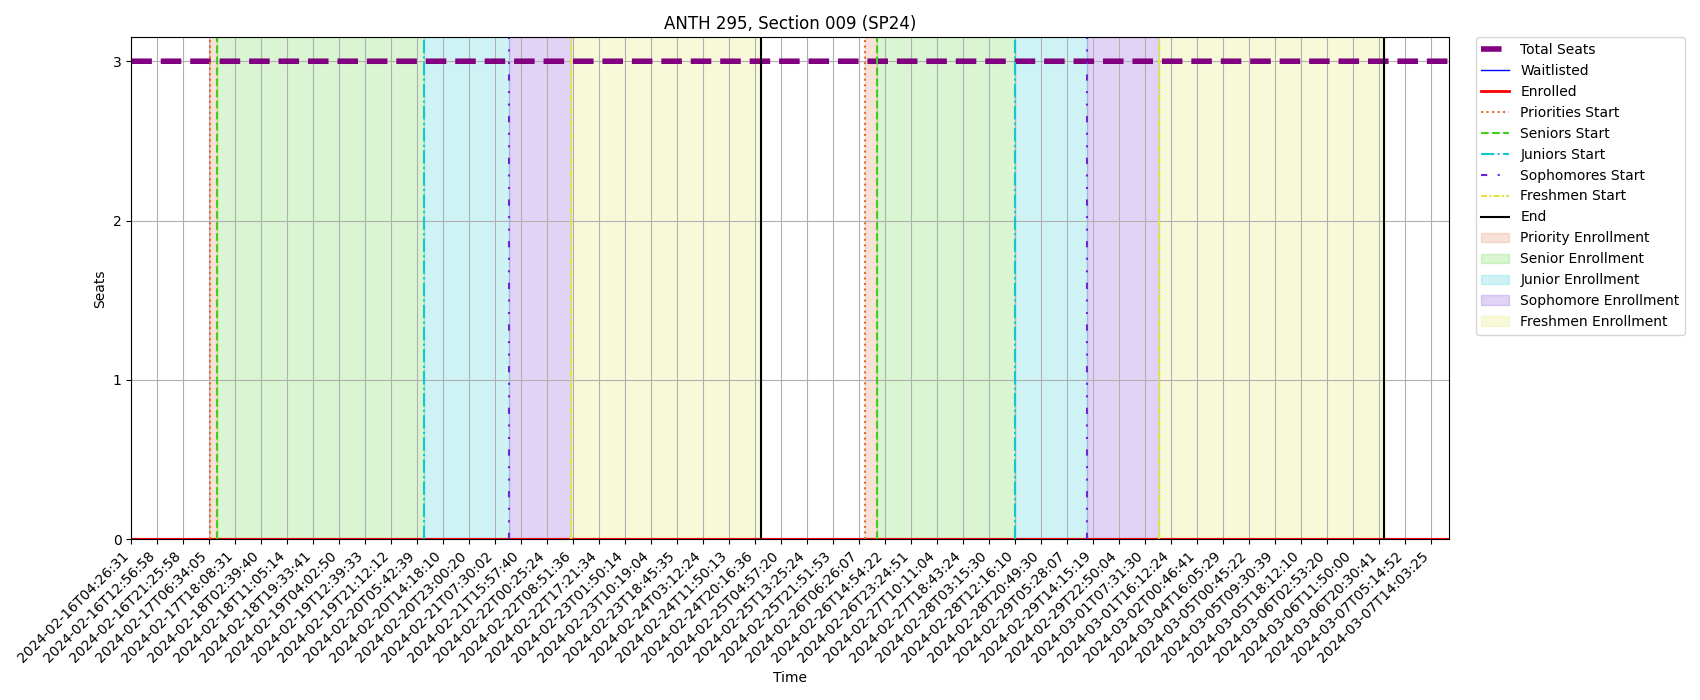 ANTH 295, Section 009 (SP24)
Seats
3
2
1
0
2024-02-16T04:26:31
2024-02-16T12:56:58
2024-02-16T21:25:58
2024-02-17T06:34:05
2024-02-17T18:08:31
2024-02-18T02:39:40
2024-02-18T11:05:14
2024-02-18T19:33:41
2024-02-19T04:02:50
2024-02-19T12:39:33
2024-02-19T21:12:12
2024-02-20T05:42:39
2024-02-20T14:18:10
2024-02-20T23:00:20
2024-02-21T07:30:02
2024-02-21T15:57:40
2024-02-22T00:25:24
2024-02-22T08:51:36
2024-02-22T17:21:34
2024-02-23T01:50:14
2024-02-23T10:19:04
2024-02-23T18:45:35
2024-02-24T03:12:24
2024-02-24T11:50:13
2024-02-24T20:16:36
2024-02-25T04:57:20
2024-02-25T13:25:24
2024-02-25T21:51:53
2024-02-26T06:26:07
2024-02-26T14:54:22
2024-02-26T23:24:51
2024-02-27T10:11:04
2024-02-27T18:43:24
2024-02-28T03:15:30
2024-02-28T12:16:10
2024-02-28T20:49:30
2024-02-29T05:28:07
2024-02-29T14:15:19
2024-02-29T22:50:04
2024-03-01T07:31:30
2024-03-01T16:12:24
2024-03-02T00:46:41
2024-03-04T16:05:29
2024-03-05T00:45:22
2024-03-05T09:30:39
2024-03-05T18:12:10
2024-03-06T02:53:20
2024-03-06T11:50:00
2024-03-06T20:30:41
2024-03-07T05:14:52
2024-03-07T14:03:25
Time
Total Seats
Waitlisted
Enrolled
Priorities Start
Seniors Start
Juniors Start
Sophomores Start
Freshmen Start
End
Priority Enrollment
Senior Enrollment
Junior Enrollment
Sophomore Enrollment
Freshmen Enrollment